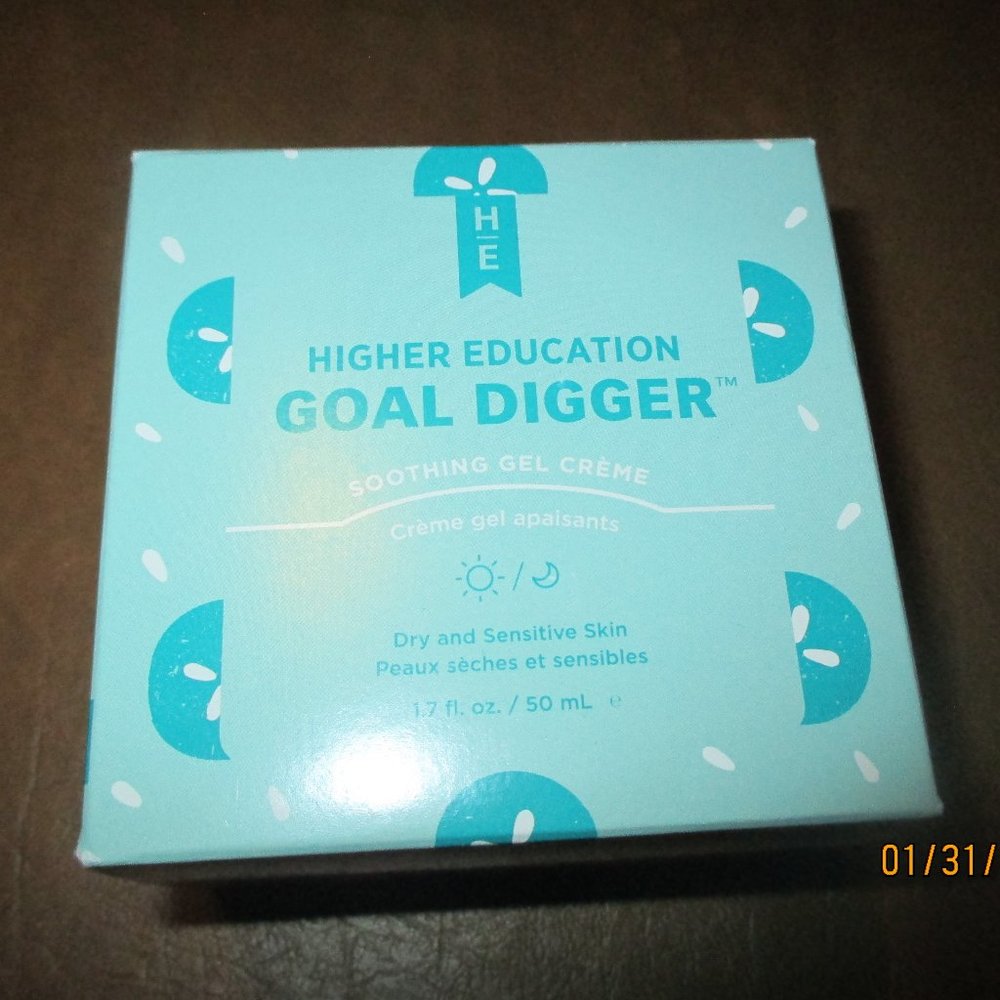 H
E
HIGHER EDUCATION
GOAL DIGGER™
SOOTHING GEL CRÈME
Crème gel apaisants
/
Dry and Sensitive Skin
Peaux sèches et sensibles
1.7 fl. oz. / 50 mL ℮
01/31/